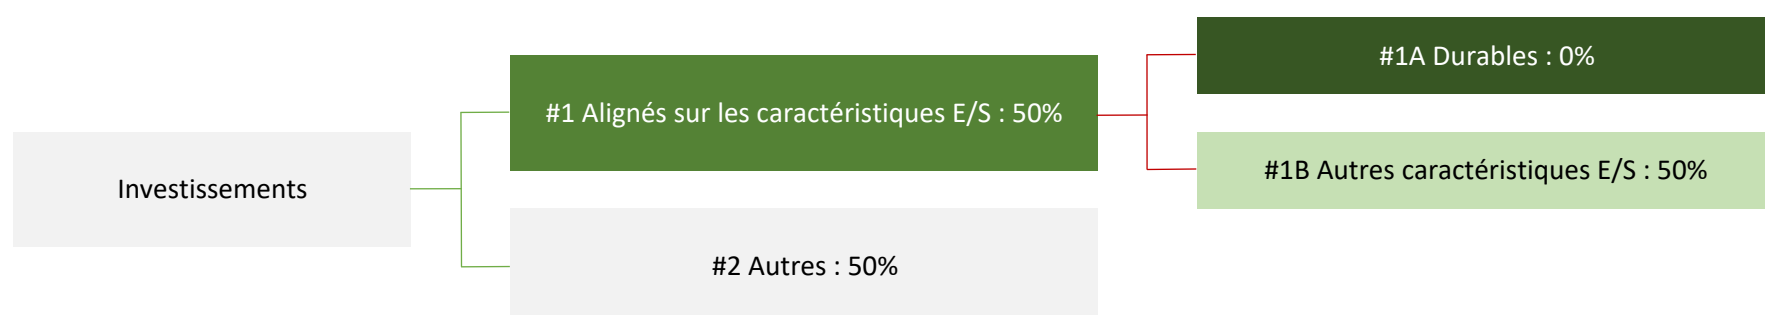 Investissements
#1 Alignés sur les caractéristiques E/S : 50%
#2 Autres : 50%
#1A Durables : 0%
#1B Autres caractéristiques E/S : 50%